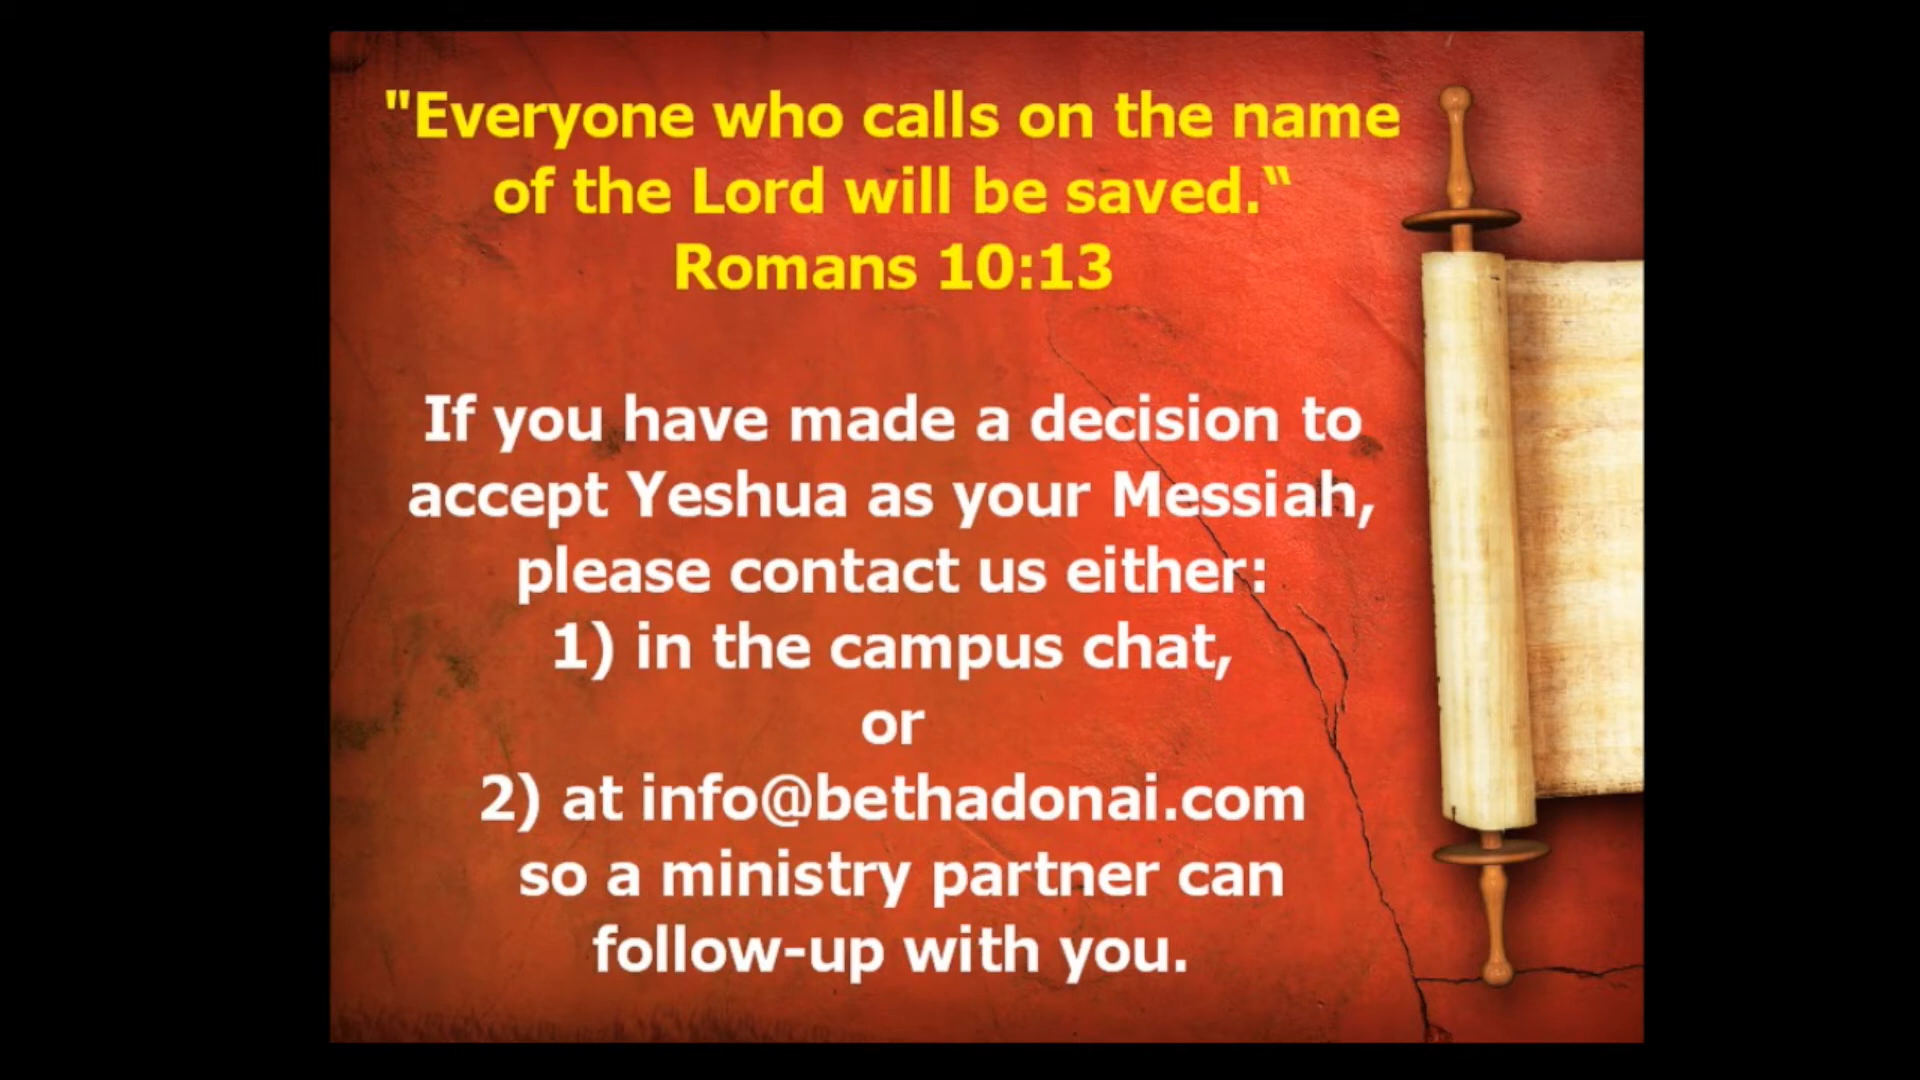 "Everyone who calls on the name
of the Lord will be saved.“
Romans 10:13
If you have made a decision to
accept Yeshua as your Messiah,
please contact us either:
1) in the campus chat,
or
2) at info@bethadonai.com
so a ministry partner can
follow-up with you.